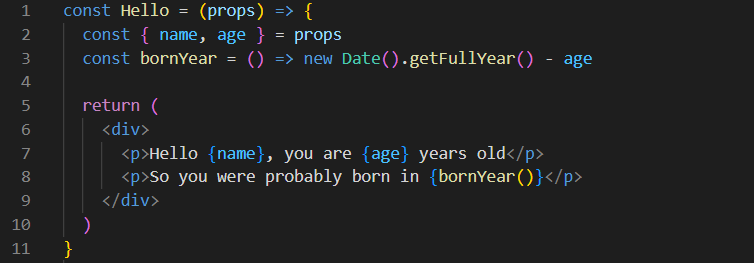 1 const Hello = (props) => {
2   const { name, age } = props
3   const bornYear = () => new Date().getFullYear() - age
4
5   return (
6     <div>
7       <p>Hello {name}, you are {age} years old</p>
8       <p>So you were probably born in {bornYear()}</p>
9     </div>
10   )
11 }